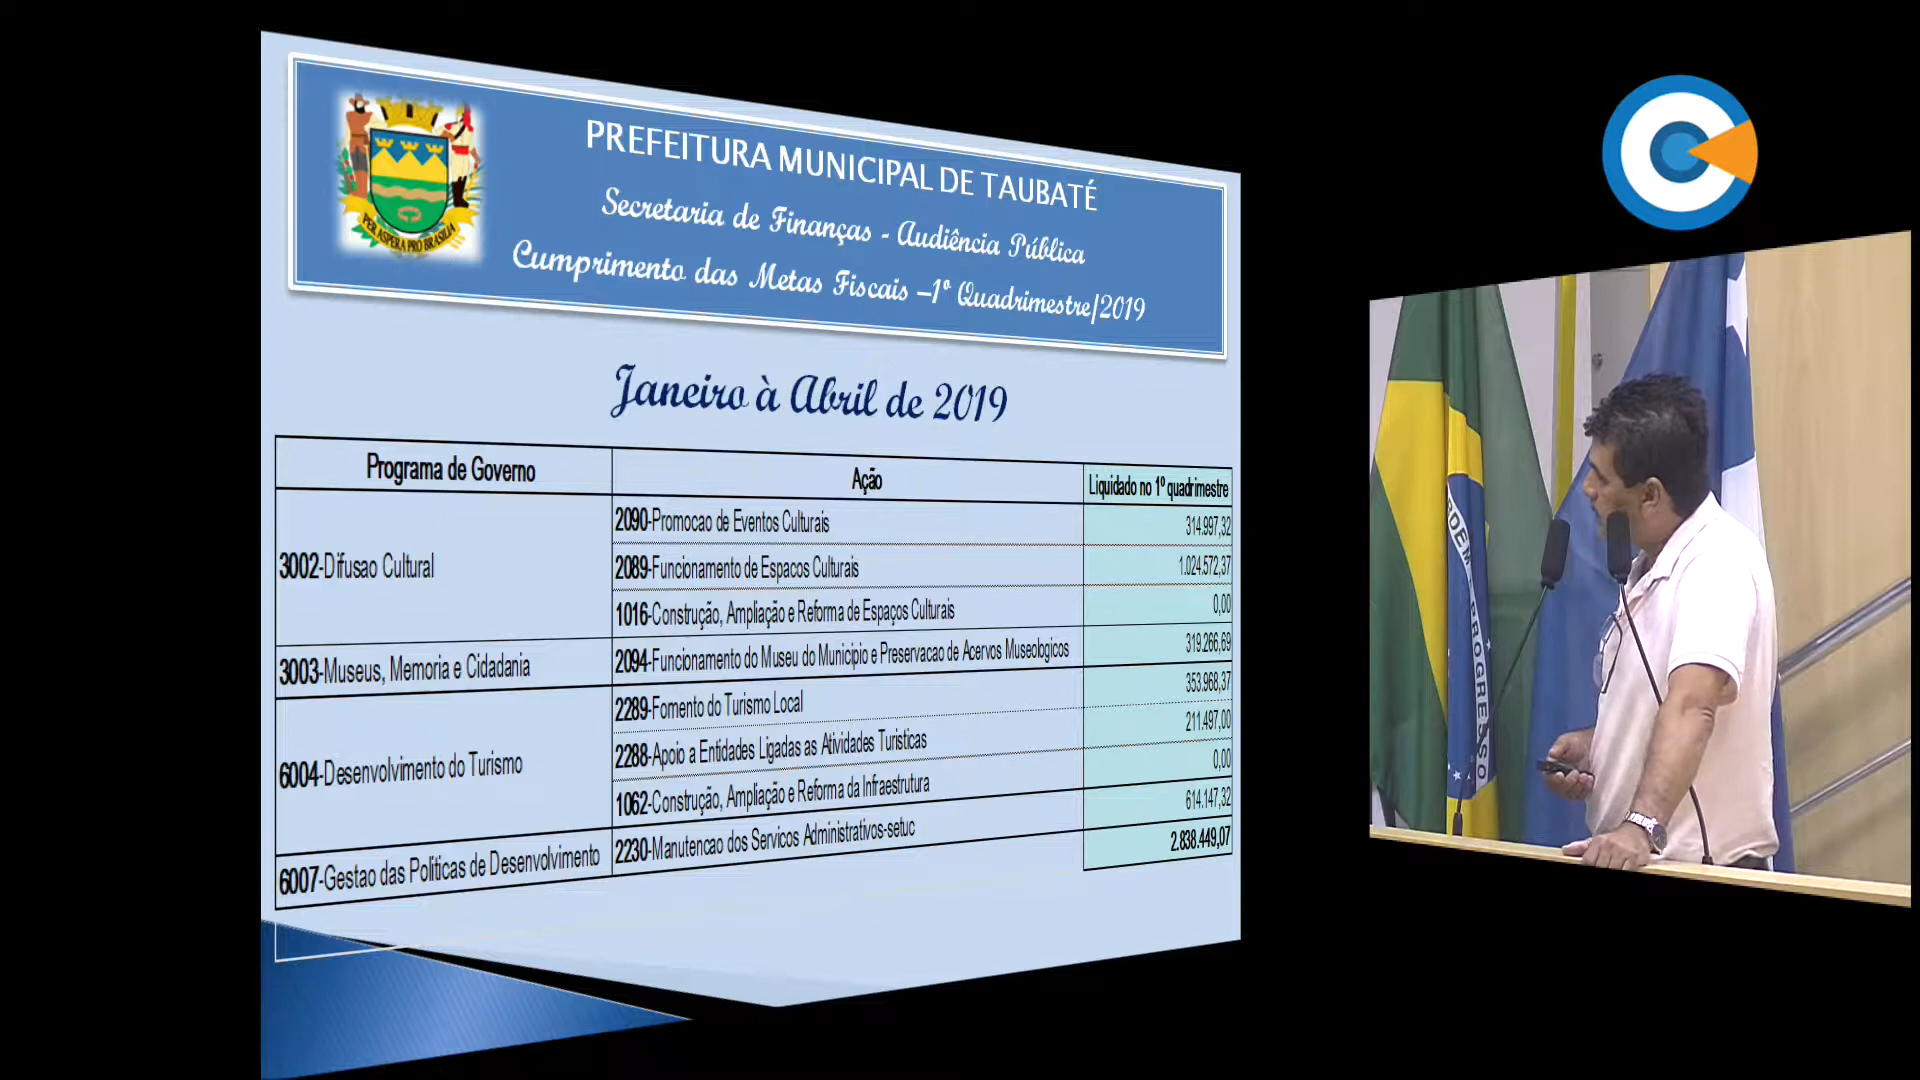 PREFEITURA MUNICIPAL DE TAUBATÉ
Secretaria de Finanças - Audiência Pública
Cumprimento das Metas Fiscais –1º Quadrimestre/2019
PER ASPERA PRO BRASILIA
Janeiro à Abril de 2019
Programa de Governo Ação Liquidado no 1º quadrimestre
3002-Difusao Cultural
2090-Promocao de Eventos Culturais 314.997,32
2089-Funcionamento de Espacos Culturais 1.024.572,37
1016-Construção, Ampliação e Reforma de Espaços Culturais 0,00
3003-Museus, Memoria e Cidadania 2094-Funcionamento do Museu do Municipio e Preservacao de Acervos Museologicos 319.266,69
6004-Desenvolvimento do Turismo
2289-Fomento do Turismo Local 353.968,37
2288-Apoio a Entidades Ligadas as Atividades Turisticas 211.497,00
1062-Construção, Ampliação e Reforma da Infraestrutura 0,00
6007-Gestao das Politicas de Desenvolvimento 2230-Manutencao dos Servicos Administrativos-setuc 614.147,32
2.838.449,07
RDEM E PROGRESSO